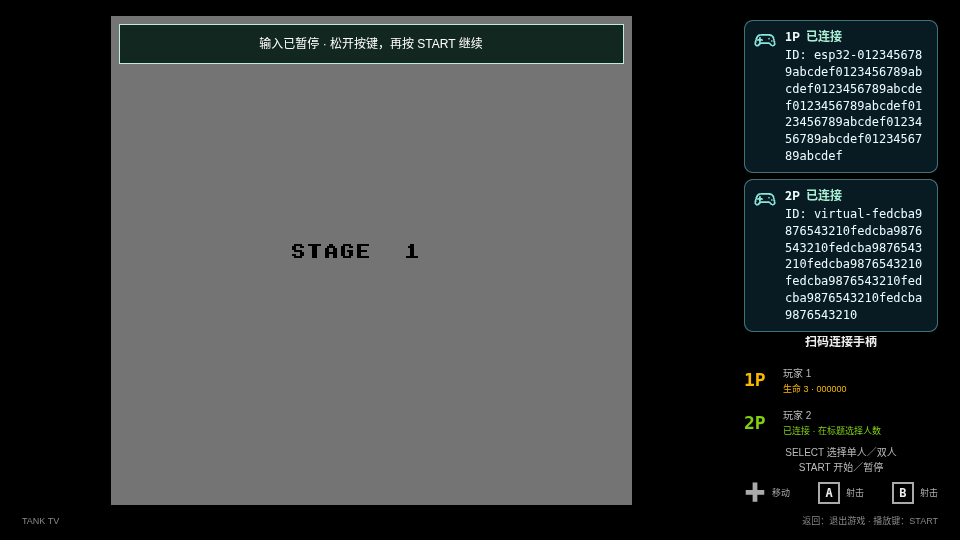 输入已暂停 · 松开按键，再按 START 继续
STAGE 1
1P 已连接
ID: esp32-012345678
9abcdef0123456789ab
cdef0123456789abcde
f0123456789abcdef01
23456789abcdef01234
56789abcdef01234567
89abcdef
2P 已连接
ID: virtual-fedcba9
876543210fedcba9876
543210fedcba9876543
210fedcba9876543210
fedcba9876543210fed
cba9876543210fedcba
9876543210
扫码连接手柄
1P 玩家 1
生命 3 · 000000
2P 玩家 2
已连接 · 在标题选择人数
SELECT 选择单人／双人
START 开始／暂停
移动 A 射击 B 射击
TANK TV
返回：退出游戏 · 播放键：START